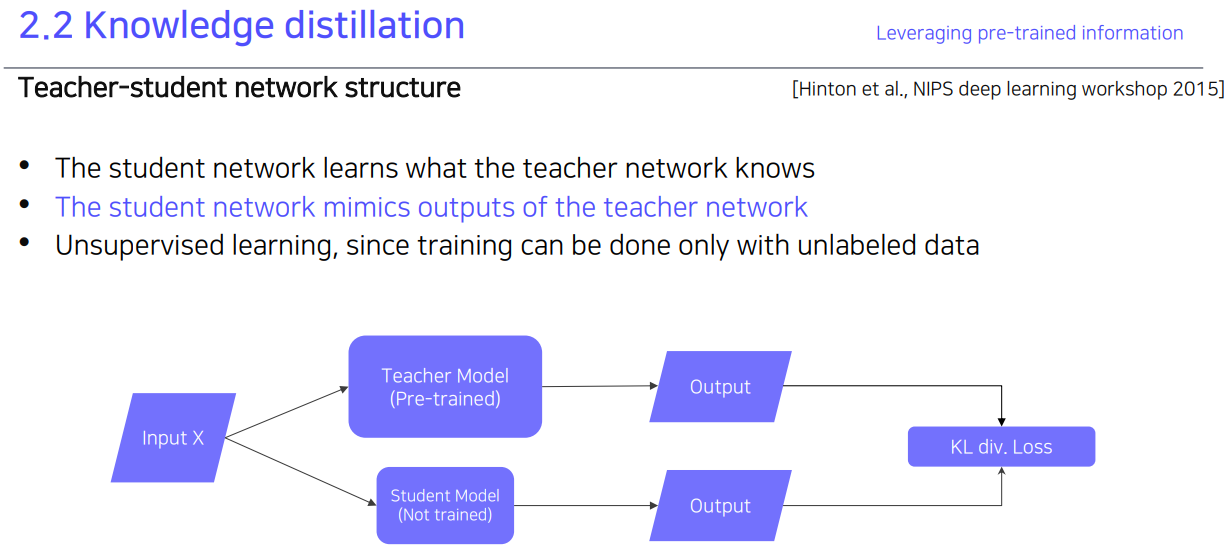 2.2 Knowledge distillation
Leveraging pre-trained information
Teacher-student network structure
[Hinton et al., NIPS deep learning workshop 2015]
• The student network learns what the teacher network knows
• The student network mimics outputs of the teacher network
• Unsupervised learning, since training can be done only with unlabeled data
Input X
Teacher Model
(Pre-trained)
Output
Student Model
(Not trained)
Output
KL div. Loss